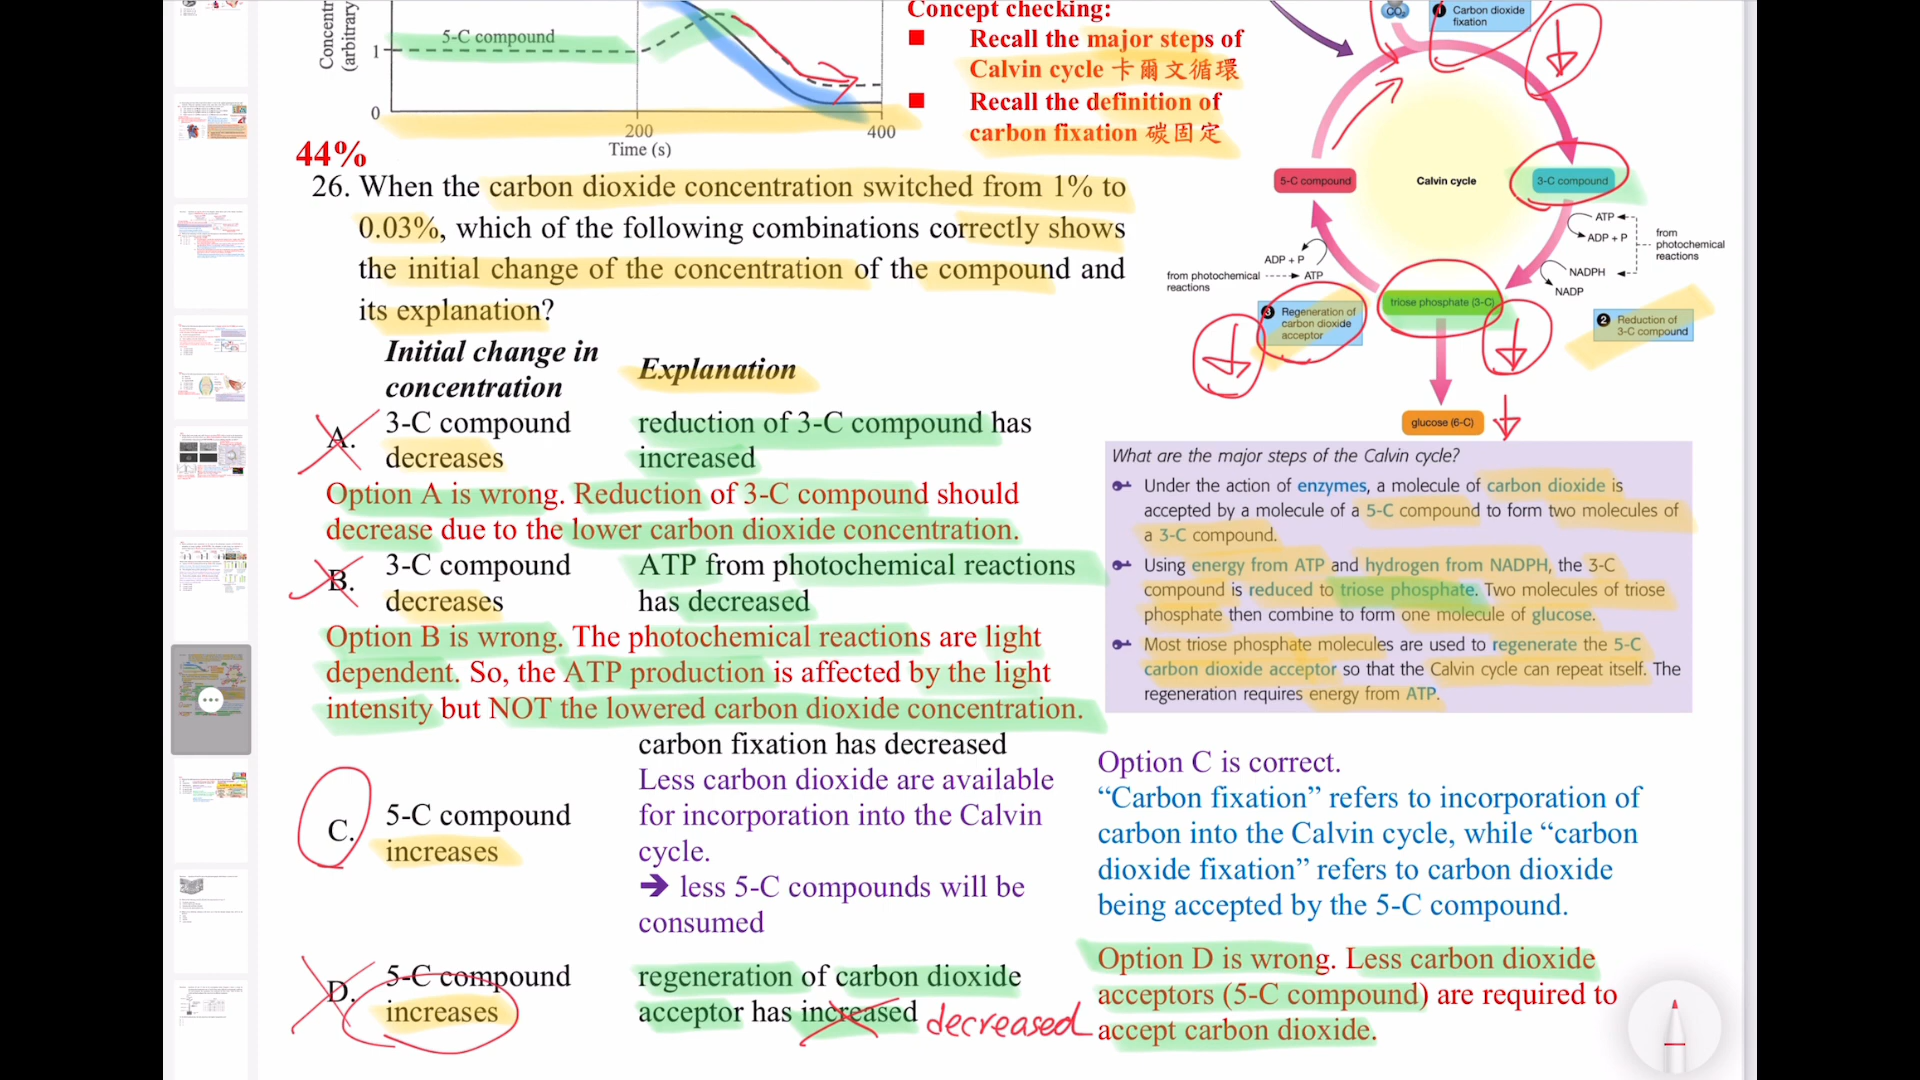 Concentr
(arbitrary
5-C compound
1
0
200
400
Time (s)
Concept checking:
Recall the major steps of
Calvin cycle 卡爾文循環
Recall the definition of
carbon fixation 碳固定
44%
26. When the carbon dioxide concentration switched from 1% to
0.03%, which of the following combinations correctly shows
the initial change of the concentration of the compound and
its explanation?
Initial change in
concentration
Explanation
A.
3-C compound
decreases
reduction of 3-C compound has
increased
Option A is wrong. Reduction of 3-C compound should
decrease due to the lower carbon dioxide concentration.
B.
3-C compound
decreases
ATP from photochemical reactions
has decreased
Option B is wrong. The photochemical reactions are light
dependent. So, the ATP production is affected by the light
intensity but NOT the lowered carbon dioxide concentration.
C.
5-C compound
increases
carbon fixation has decreased
Less carbon dioxide are available
for incorporation into the Calvin
cycle.
➔ less 5-C compounds will be
consumed
D.
5-C compound
increases
regeneration of carbon dioxide
acceptor has increased decreased
CO₂
1 Carbon dioxide
fixation
5-C compound
Calvin cycle
3-C compound
ATP
ADP + P
from
photochemical
reactions
NADPH
NADP
ADP + P
from photochemical
reactions
ATP
triose phosphate (3-C)
3 Regeneration of
carbon dioxide
acceptor
2 Reduction of
3-C compound
glucose (6-C)
What are the major steps of the Calvin cycle?
Under the action of enzymes, a molecule of carbon dioxide is
accepted by a molecule of a 5-C compound to form two molecules of
a 3-C compound.
Using energy from ATP and hydrogen from NADPH, the 3-C
compound is reduced to triose phosphate. Two molecules of triose
phosphate then combine to form one molecule of glucose.
Most triose phosphate molecules are used to regenerate the 5-C
carbon dioxide acceptor so that the Calvin cycle can repeat itself. The
regeneration requires energy from ATP.
Option C is correct.
“Carbon fixation” refers to incorporation of
carbon into the Calvin cycle, while “carbon
dioxide fixation” refers to carbon dioxide
being accepted by the 5-C compound.
Option D is wrong. Less carbon dioxide
acceptors (5-C compound) are required to
accept carbon dioxide.